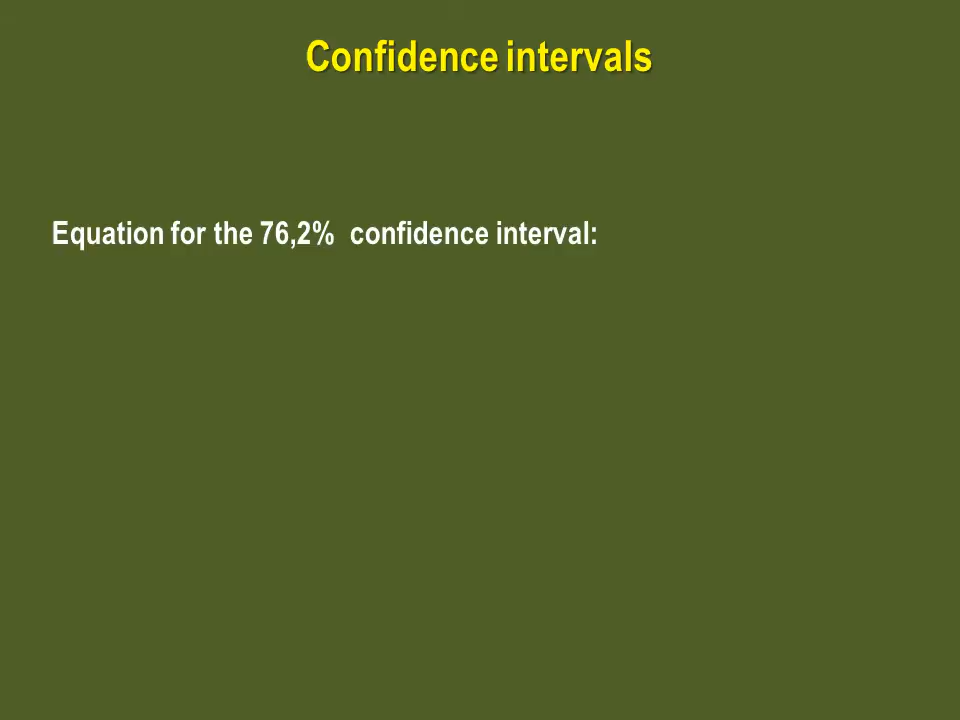 Confidence intervals
Equation for the 76,2%  confidence interval: